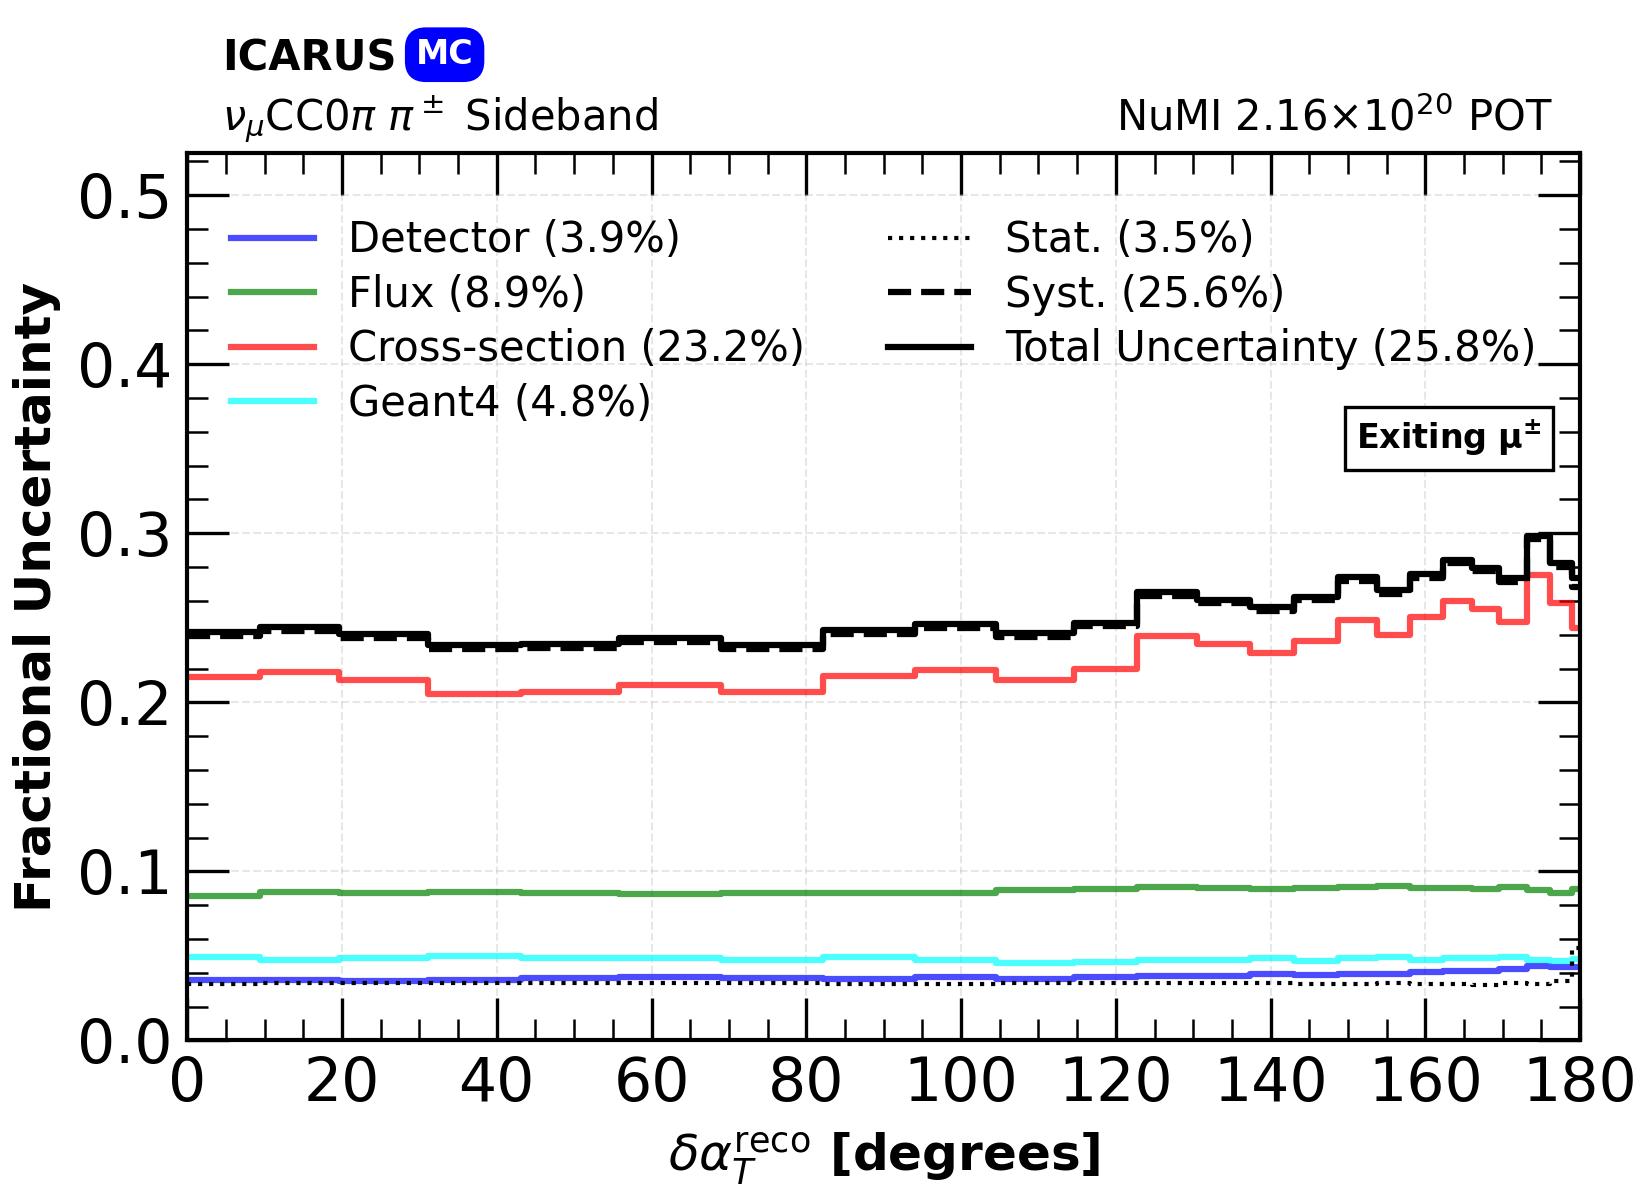 ICARUS MC
νμCC0π π± Sideband
NuMI 2.16×10²⁰ POT
Fractional Uncertainty
0.5
0.4
0.3
0.2
0.1
0.0
Detector (3.9%)
Flux (8.9%)
Cross-section (23.2%)
Geant4 (4.8%)
Stat. (3.5%)
Syst. (25.6%)
Total Uncertainty (25.8%)
Exiting μ±
0 20 40 60 80 100 120 140 160 180
δα_T^reco [degrees]